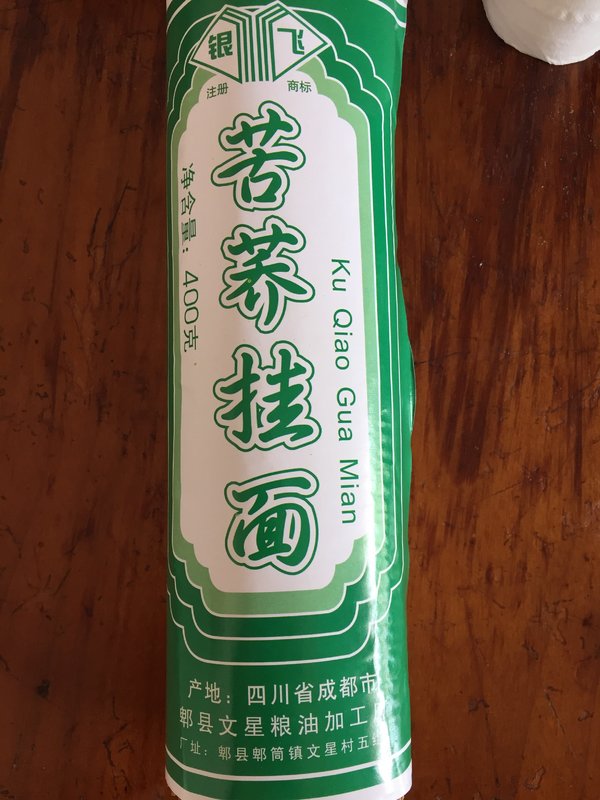 银飞
注册 商标
苦荞挂面
Ku Qiao Gua Mian
净含量：400克
产地：四川省成都市
郫县文星粮油加工
厂址：郫县郫筒镇文星村五